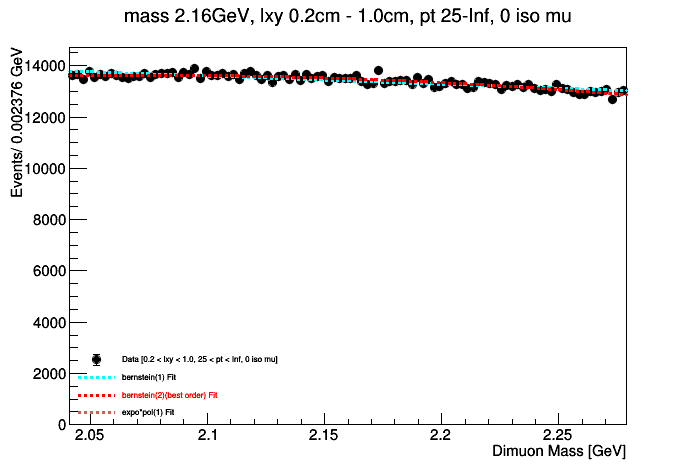 mass 2.16GeV, lxy 0.2cm - 1.0cm, pt 25-Inf, 0 iso mu
Events/ 0.002376 GeV
14000
12000
10000
8000
6000
4000
2000
0
Data [0.2 < lxy < 1.0, 25 < pt < Inf, 0 iso mu]
bernstein(1) Fit
bernstein(2)(best order) Fit
expo*pol(1) Fit
2.05 2.1 2.15 2.2 2.25
Dimuon Mass [GeV]